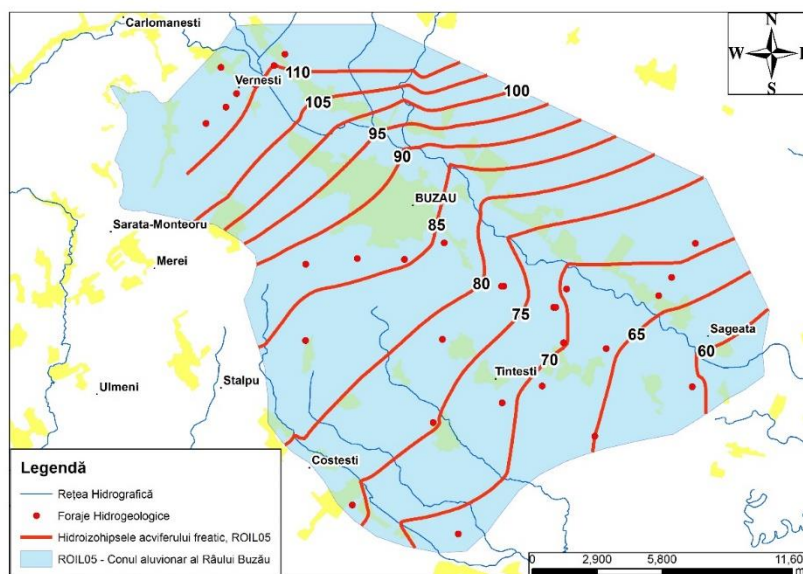 Carlomanesti
N
W E
S
Vernesti
110
105
100
95
90
BUZAU
85
Sarata-Monteoru
Merei
80
75
65
Sageata
60
70
Tintesti
Ulmeni
Stalpu
Costesti
Legendă
Rețea Hidrografică
Foraje Hidrogeologice
Hidroizohipsele acviferului freatic, ROIL05
ROIL05 - Conul aluvionar al Râului Buzău
0 2,900 5,800 11,60
m